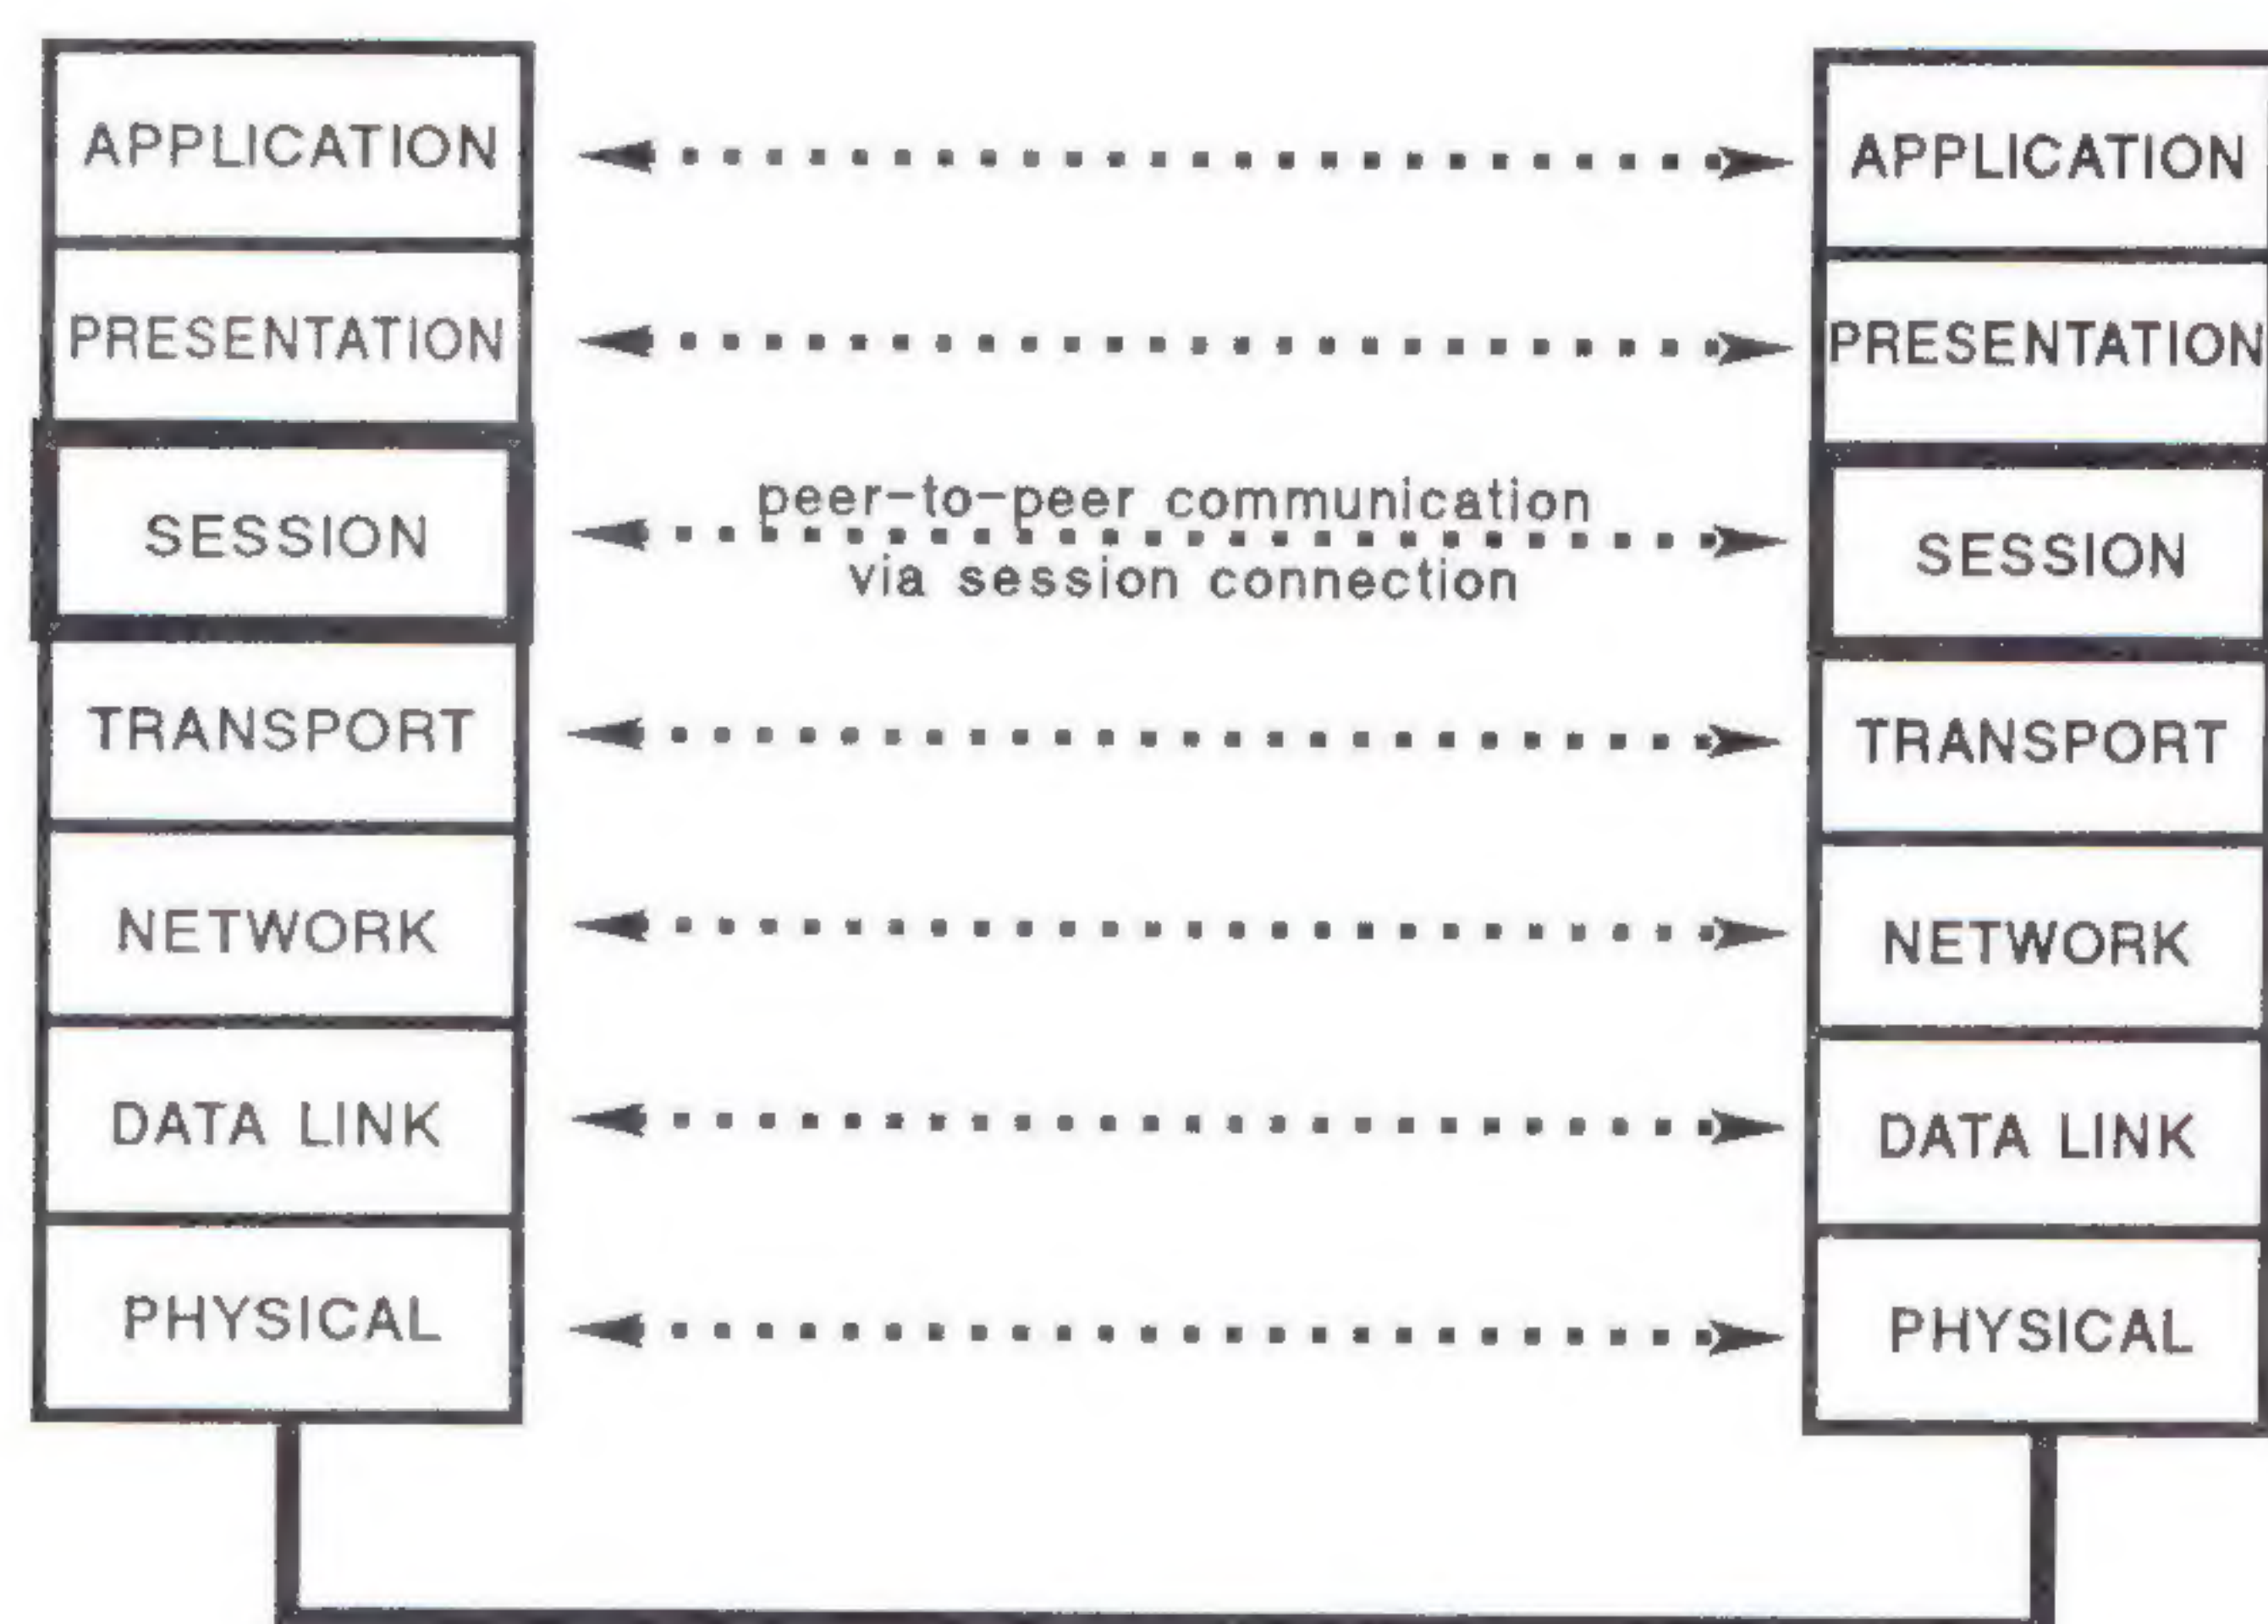 APPLICATION APPLICATION
PRESENTATION PRESENTATION
peer-to-peer communication
SESSION SESSION
via session connection
TRANSPORT TRANSPORT
NETWORK NETWORK
DATA LINK DATA LINK
PHYSICAL PHYSICAL